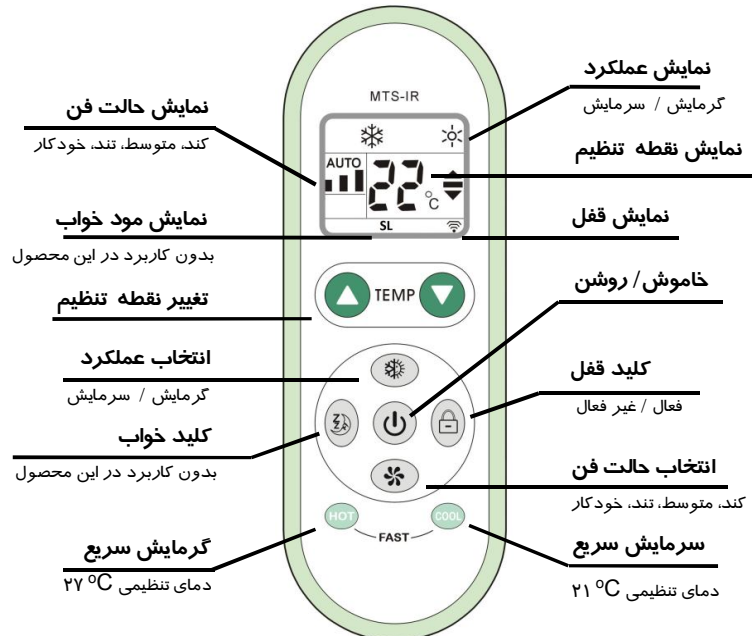 MTS-IR
AUTO
22 °C
SL
TEMP
HOT
COOL
FAST
نمایش عملکرد
گرمایش / سرمایش
نمایش نقطه تنظیم
نمایش قفل
خاموش/ روشن
کلید قفل
فعال / غیر فعال
انتخاب حالت فن
کند، متوسط، تند، خودکار
سرمایش سریع
دمای تنظیمی ۲۱ °C
نمایش حالت فن
کند، متوسط، تند، خودکار
نمایش مود خواب
بدون کاربرد در این محصول
تغییر نقطه تنظیم
انتخاب عملکرد
گرمایش / سرمایش
کلید خواب
بدون کاربرد در این محصول
گرمایش سریع
دمای تنظیمی ۲۷ °C